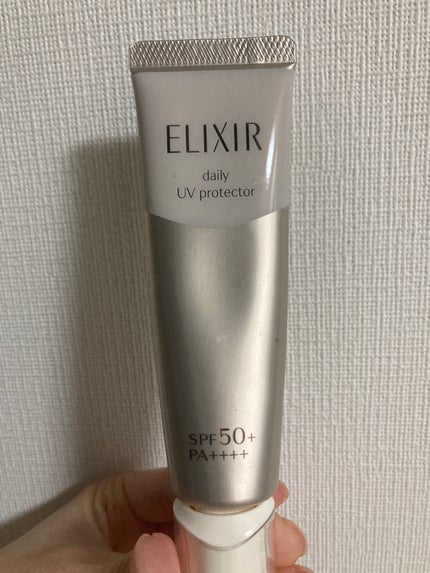 ELIXIR
daily
UV protector
SPF50+
PA++++